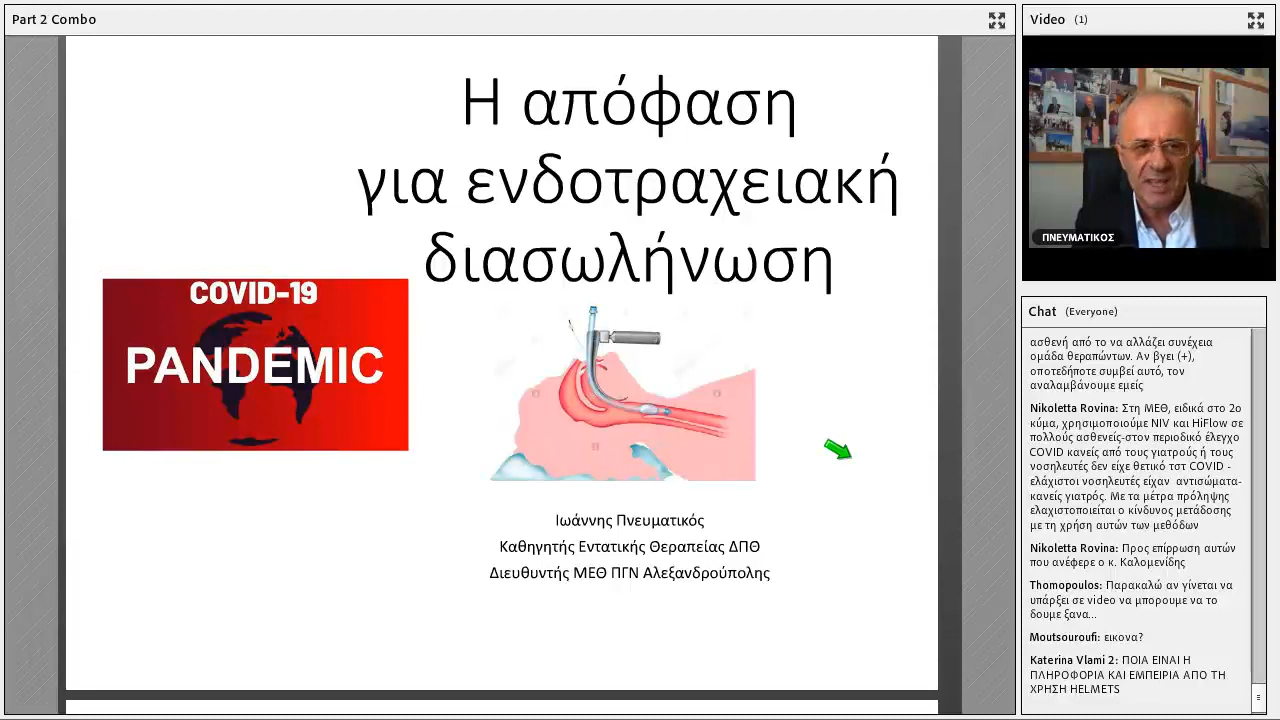 Part 2 Combo
Η απόφαση
για ενδοτραχειακή
διασωλήνωση
COVID-19
PANDEMIC
Ιωάννης Πνευματικός
Καθηγητής Εντατικής Θεραπείας ΔΠΘ
Διευθυντής ΜΕΘ ΠΓΝ Αλεξανδρούπολης
Video (1)
ΠΝΕΥΜΑΤΙΚΟΣ
Chat (Everyone)
ασθενή από το να αλλάζει συνέχεια
ομάδα θεραπώντων. Αν βγει (+),
οποτεδήποτε συμβεί αυτό, τον
αναλαμβάνουμε εμείς
Nikoletta Rovina: Στη ΜΕΘ, ειδικά στο 2ο
κύμα, χρησιμοποιούμε NIV και HiFlow σε
πολλούς ασθενείς-στον περιοδικό έλεγχο
COVID κανείς από τους γιατρούς ή τους
νοσηλευτές δεν είχε θετικό τστ COVID -
ελάχιστοι νοσηλευτές είχαν αντισώματα-
κανείς γιατρός. Με τα μέτρα πρόληψης
ελαχιστοποιείται ο κίνδυνος μετάδοσης
με τη χρήση αυτών των μεθόδων
Nikoletta Rovina: Προς επίρρωση αυτών
που ανέφερε ο κ. Καλομενίδης
Thomopoulos: Παρακαλώ αν γίνεται να
υπάρξει σε video να μπορουμε να το
δουμε ξανα...
Moutsouroufi: εικονα?
Katerina Vlami 2: ΠΟΙΑ ΕΙΝΑΙ Η
ΠΛΗΡΟΦΟΡΙΑ ΚΑΙ ΕΜΠΕΙΡΙΑ ΑΠΟ ΤΗ
ΧΡΗΣΗ HELMETS